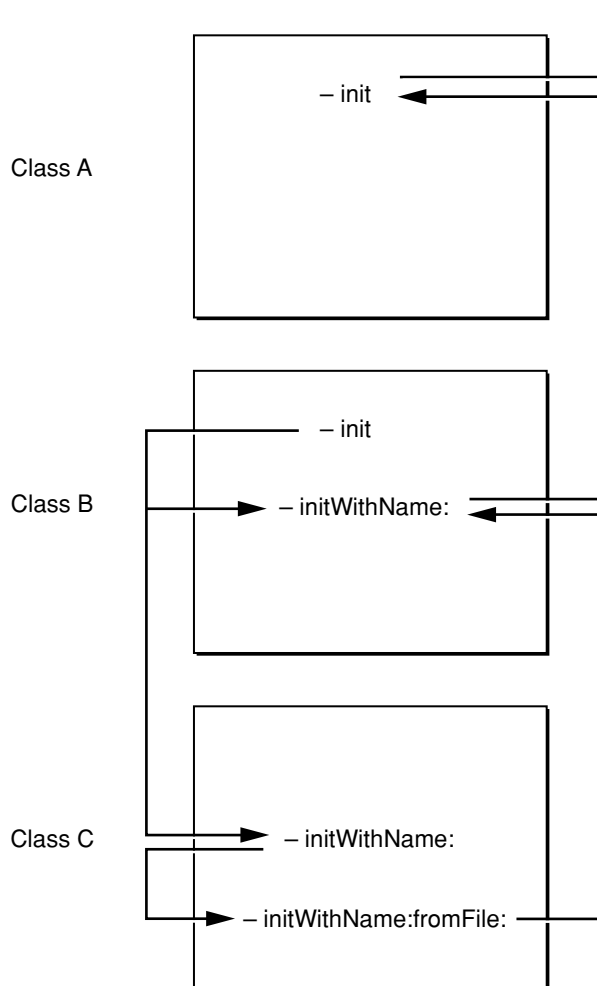 – init
Class A
– init
Class B
– initWithName:
Class C
– initWithName:
– initWithName:fromFile: